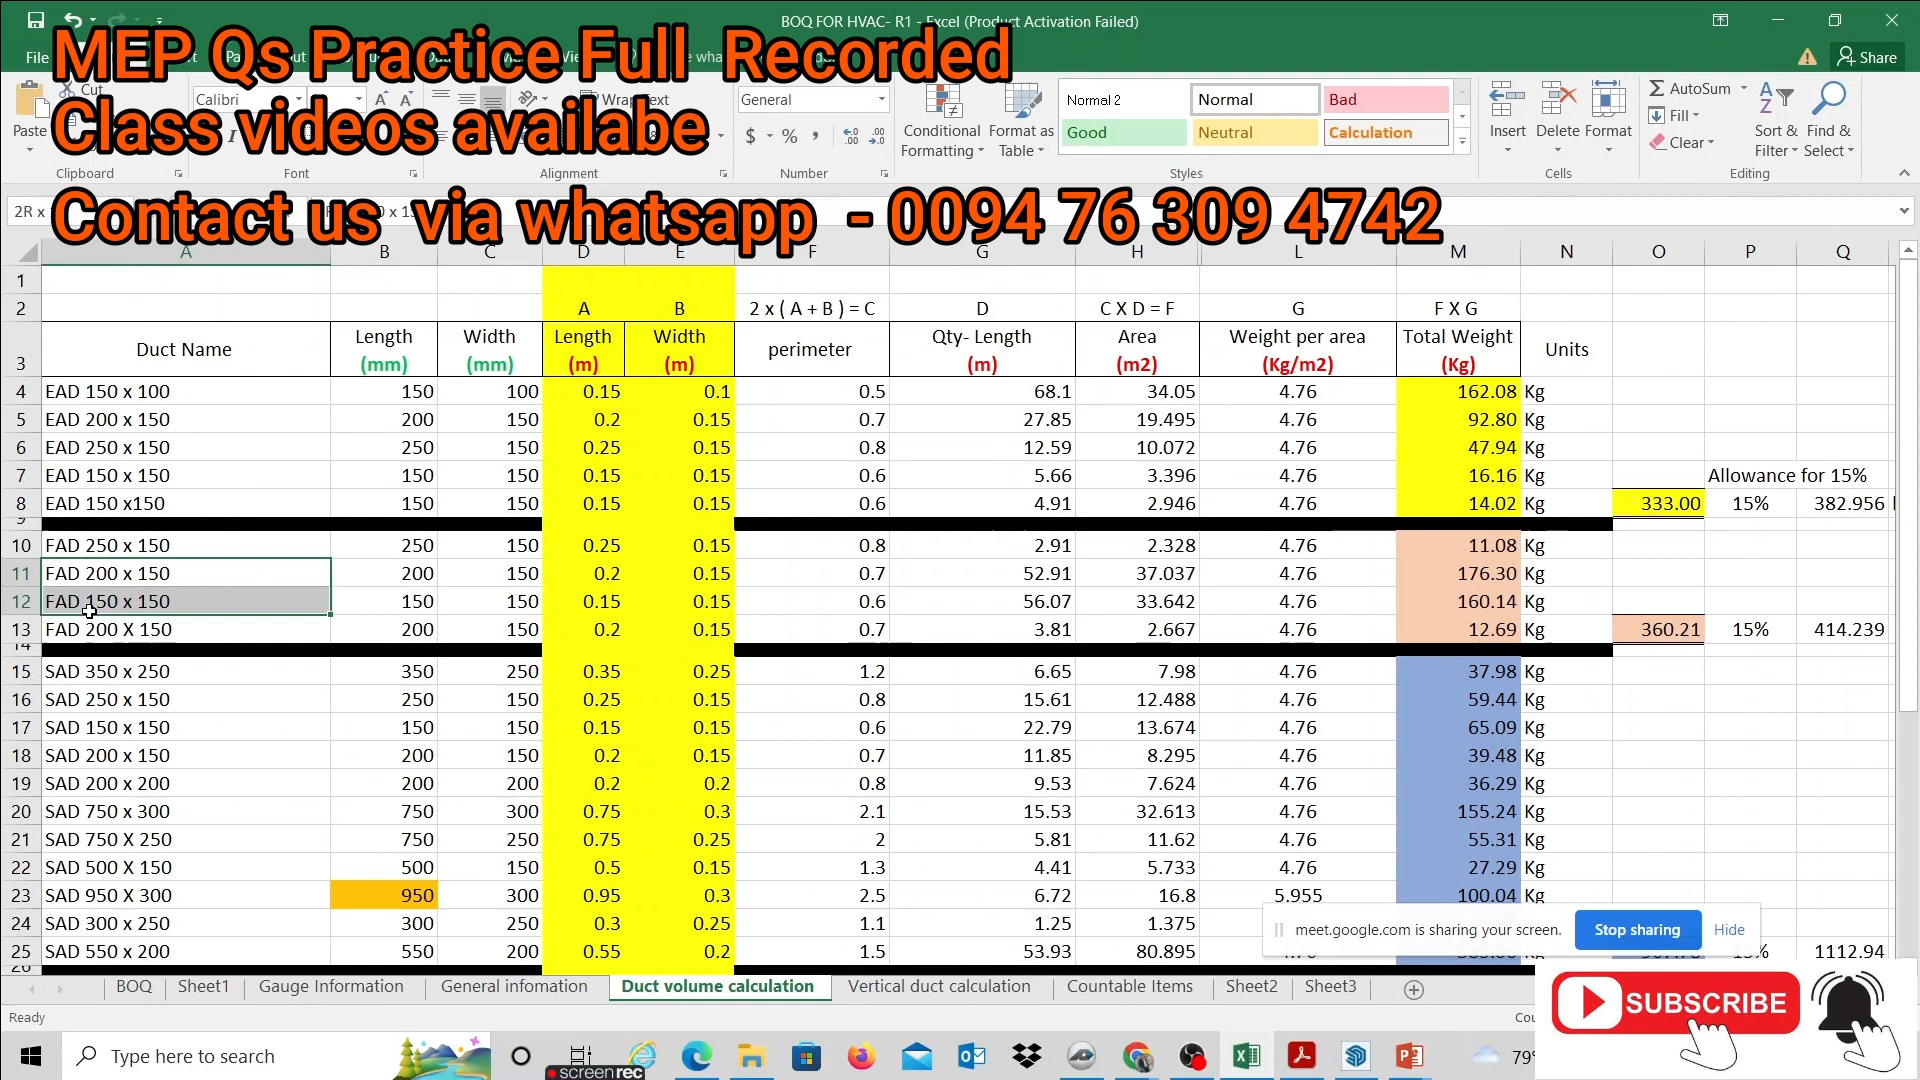 BOQ FOR HVAC- R1 - Excel (Product Activation Failed)
MEP Qs Practice Full Recorded
Class videos availabe
Contact us via whatsapp - 0094 76 309 4742
File
Share
Cut
Calibri
Wrap Text
General
Paste
Conditional Formatting
Format as Table
Normal 2
Normal
Bad
Good
Neutral
Calculation
Insert
Delete
Format
AutoSum
Fill
Clear
Sort & Filter
Find & Select
Clipboard
Font
Alignment
Number
Styles
Cells
Editing
A B C D E F G H L M N O P Q
1
2 A B 2 x ( A + B ) = C D C X D = F G F X G
3 Duct Name Length (mm) Width (mm) Length (m) Width (m) perimeter Qty- Length (m) Area (m2) Weight per area (Kg/m2) Total Weight (Kg) Units
4 EAD 150 x 100 150 100 0.15 0.1 0.5 68.1 34.05 4.76 162.08 Kg
5 EAD 200 x 150 200 150 0.2 0.15 0.7 27.85 19.495 4.76 92.80 Kg
6 EAD 250 x 150 250 150 0.25 0.15 0.8 12.59 10.072 4.76 47.94 Kg
7 EAD 150 x 150 150 150 0.15 0.15 0.6 5.66 3.396 4.76 16.16 Kg Allowance for 15%
8 EAD 150 x150 150 150 0.15 0.15 0.6 4.91 2.946 4.76 14.02 Kg 333.00 15% 382.956
9
10 FAD 250 x 150 250 150 0.25 0.15 0.8 2.91 2.328 4.76 11.08 Kg
11 FAD 200 x 150 200 150 0.2 0.15 0.7 52.91 37.037 4.76 176.30 Kg
12 FAD 150 x 150 150 150 0.15 0.15 0.6 56.07 33.642 4.76 160.14 Kg
13 FAD 200 X 150 200 150 0.2 0.15 0.7 3.81 2.667 4.76 12.69 Kg 360.21 15% 414.239
14
15 SAD 350 x 250 350 250 0.35 0.25 1.2 6.65 7.98 4.76 37.98 Kg
16 SAD 250 x 150 250 150 0.25 0.15 0.8 15.61 12.488 4.76 59.44 Kg
17 SAD 150 x 150 150 150 0.15 0.15 0.6 22.79 13.674 4.76 65.09 Kg
18 SAD 200 x 150 200 150 0.2 0.15 0.7 11.85 8.295 4.76 39.48 Kg
19 SAD 200 x 200 200 200 0.2 0.2 0.8 9.53 7.624 4.76 36.29 Kg
20 SAD 750 x 300 750 300 0.75 0.3 2.1 15.53 32.613 4.76 155.24 Kg
21 SAD 750 X 250 750 250 0.75 0.25 2 5.81 11.62 4.76 55.31 Kg
22 SAD 500 X 150 500 150 0.5 0.15 1.3 4.41 5.733 4.76 27.29 Kg
23 SAD 950 X 300 950 300 0.95 0.3 2.5 6.72 16.8 5.955 100.04 Kg
24 SAD 300 x 250 300 250 0.3 0.25 1.1 1.25 1.375
25 SAD 550 x 200 550 200 0.55 0.2 1.5 53.93 80.895 1112.94
26
meet.google.com is sharing your screen.
Stop sharing
Hide
BOQ Sheet1 Gauge Information General infomation Duct volume calculation Vertical duct calculation Countable Items Sheet2 Sheet3
Ready
SUBSCRIBE
Type here to search
screenrec
79°